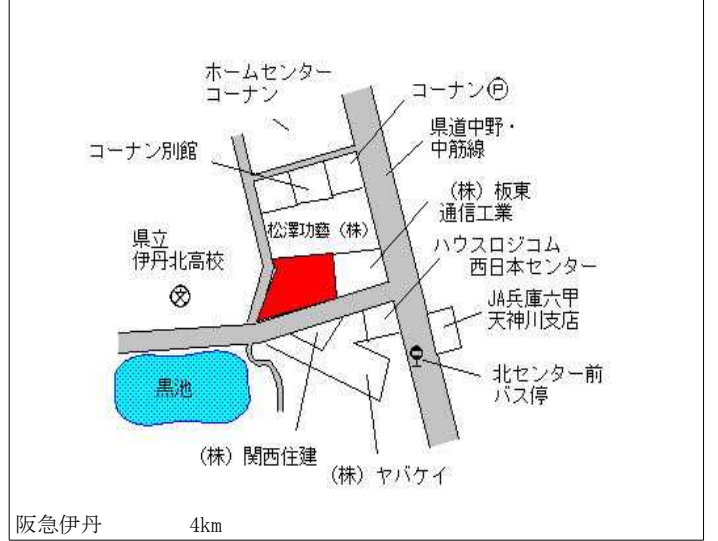 ホームセンター
コーナン
コーナンⓅ
県道中野・
中筋線
コーナン別館
(株) 板東
通信工業
松澤功藝 (株)
県立
伊丹北高校
文
ハウスロジコム
西日本センター
JA兵庫六甲
天神川支店
黒池
北センター前
バス停
(株) 関西住建
(株) ヤバケイ
阪急伊丹 4km